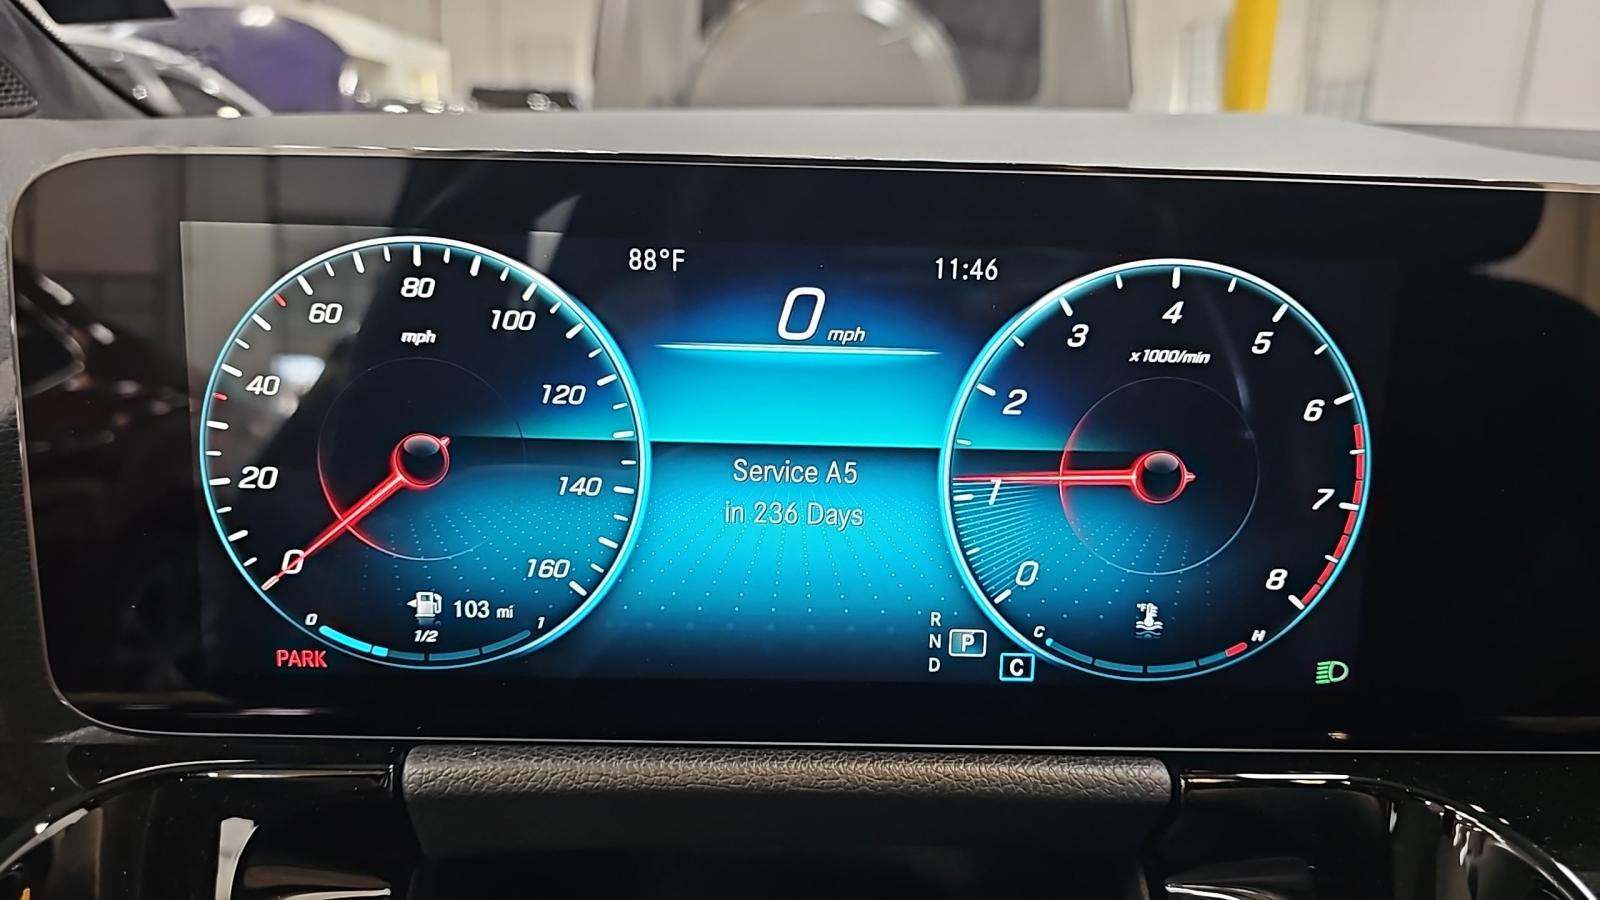 88°F
11:46
0 mph
0
20
40
60
80
100
120
140
160
mph
103 mi
0
1/2
1
PARK
Service A5
in 236 Days
R
N
D
P
C
0
1
2
3
4
5
6
7
8
x1000/min
°F
C
H